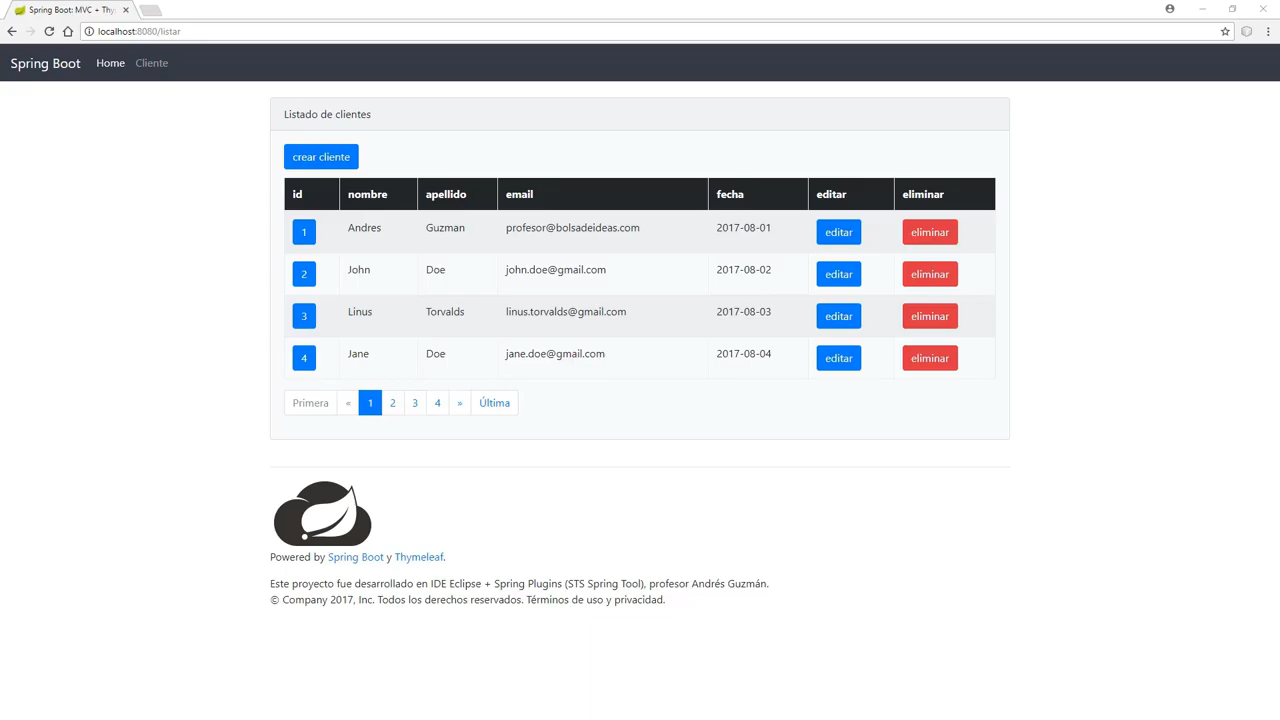 Spring Boot: MVC + Thy
localhost:8080/listar
Spring Boot Home Cliente
Listado de clientes
crear cliente
id nombre apellido email fecha editar eliminar
1 Andres Guzman profesor@bolsadeideas.com 2017-08-01 editar eliminar
2 John Doe john.doe@gmail.com 2017-08-02 editar eliminar
3 Linus Torvalds linus.torvalds@gmail.com 2017-08-03 editar eliminar
4 Jane Doe jane.doe@gmail.com 2017-08-04 editar eliminar
Primera « 1 2 3 4 » Última
Powered by Spring Boot y Thymeleaf.
Este proyecto fue desarrollado en IDE Eclipse + Spring Plugins (STS Spring Tool), profesor Andrés Guzmán.
© Company 2017, Inc. Todos los derechos reservados. Términos de uso y privacidad.